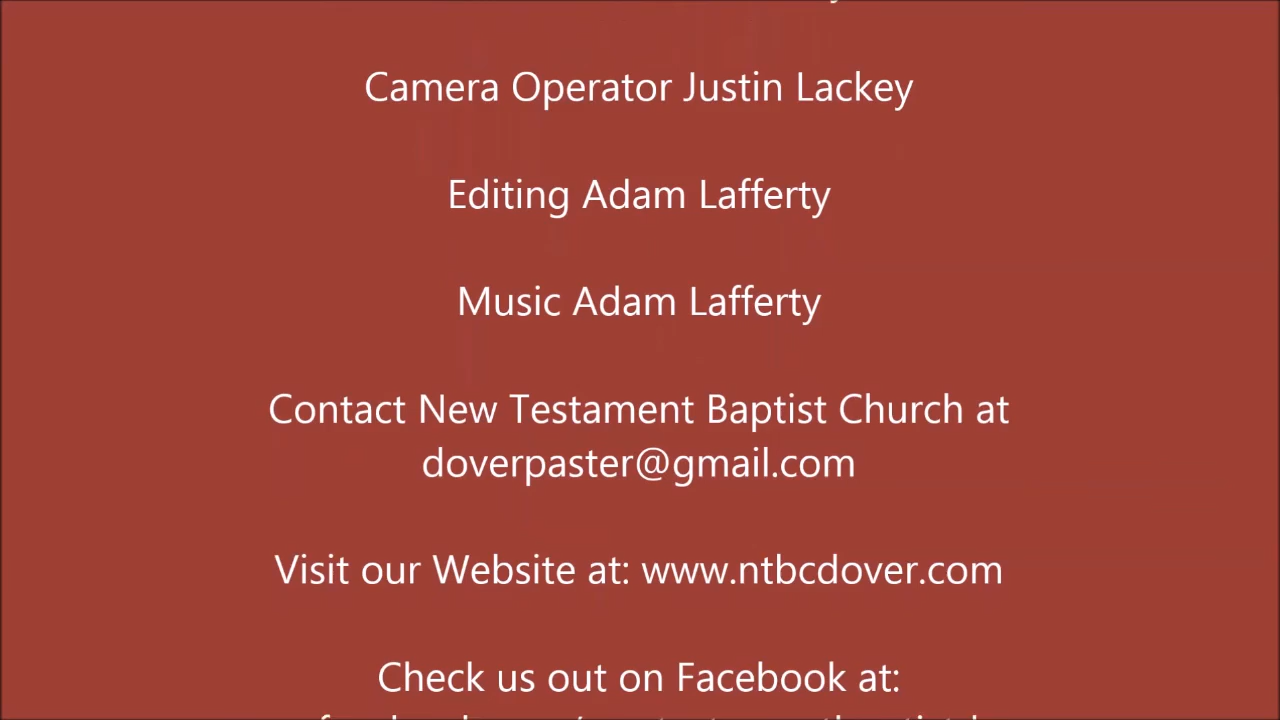 Camera Operator Justin Lackey
Editing Adam Lafferty
Music Adam Lafferty
Contact New Testament Baptist Church at
doverpaster@gmail.com
Visit our Website at: www.ntbcdover.com
Check us out on Facebook at: